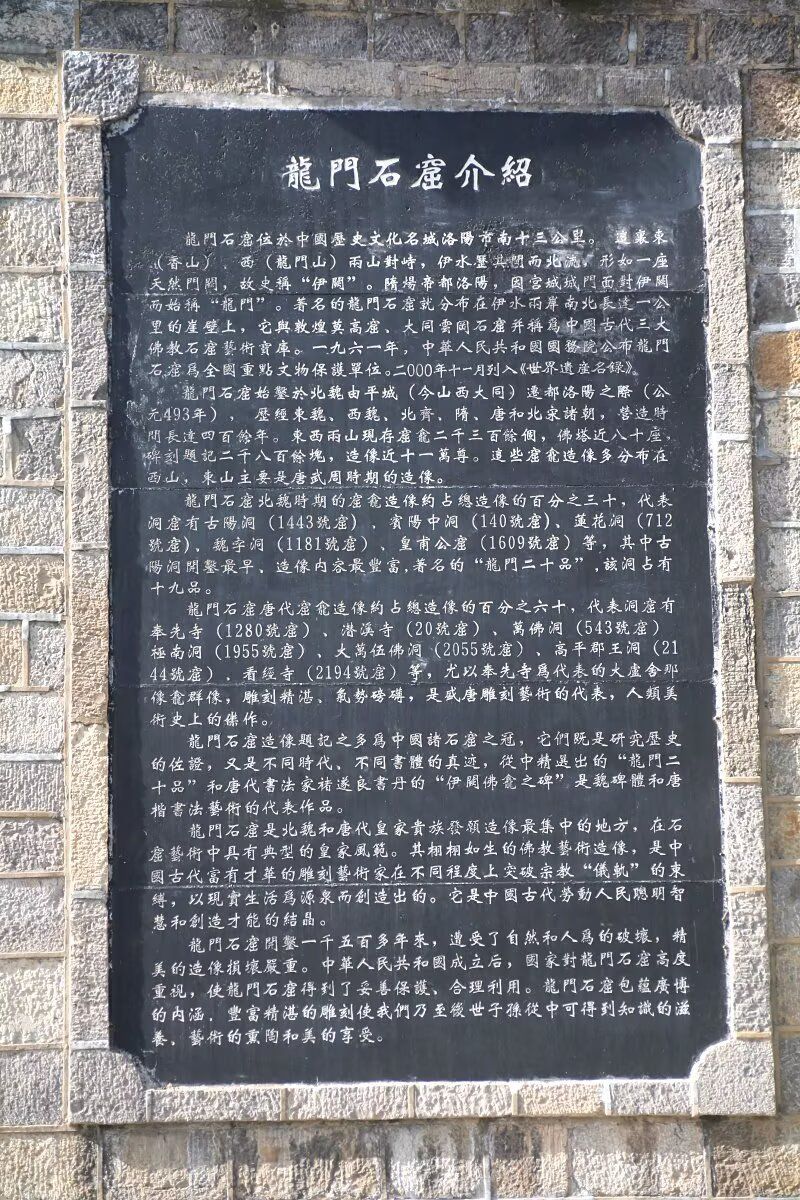 龍門石窟介紹
龍門石窟位於中國歷史文化名城洛陽市南十三公里。這裏東
(香山) 西(龍門山)兩山對峙,伊水歷其間而北流,形如一座
天然門闕,故史稱“伊闕”。隋煬帝都洛陽,因宮城城門面對伊闕
而始稱“龍門”。著名的龍門石窟就分布在伊水兩岸南北長達一公
里的崖壁上,它與敦煌莫高窟、大同雲岡石窟并稱爲中國古代三大
佛教石窟藝術寶庫。一九六一年,中華人民共和國國務院公布龍門
石窟爲全國重點文物保護單位。二000年十一月列入《世界遺産名錄》。
龍門石窟始鑿於北魏由平城(今山西大同)遷都洛陽之際(公
元493年), 歷經東魏、西魏、北齊、隋、唐和北宋諸朝,營造時
間長達四百餘年。東西兩山現存窟龕二千三百餘個,佛塔近八十座,
碑刻題記二千八百餘塊,造像近十一萬尊。這些窟龕造像多分布在
西山,東山主要是唐武周時期的造像。
龍門石窟北魏時期的窟龕造像約占總造像的百分之三十,代表
洞窟有古陽洞(1443號窟)、賓陽中洞(140號窟)、蓮花洞(712
號窟)、魏字洞(1181號窟)、皇甫公窟(1609號窟)等,其中古
陽洞開鑿最早、造像内容最豐富,著名的“龍門二十品”,該洞占有
十九品。
龍門石窟唐代窟龕造像約占總造像的百分之六十,代表洞窟有
奉先寺(1280號窟)、潛溪寺(20號窟)、萬佛洞(543號窟)
極南洞(1955號窟)、大萬伍佛洞(2055號窟)、高平郡王洞(21
44號窟)、看經寺(2194號窟)等,尤以奉先寺爲代表的大盧舍那
像龕群像,雕刻精湛、氣勢磅礴,是盛唐雕刻藝術的代表,人類美
術史上的傑作。
龍門石窟造像題記之多爲中國諸石窟之冠,它們既是研究歷史
的佐證,又是不同時代、不同書體的真迹,從中精選出的“龍門二
十品”和唐代書法家褚遂良書丹的“伊闕佛龕之碑”是魏碑體和唐
楷書法藝術的代表作品。
龍門石窟是北魏和唐代皇家貴族發願造像最集中的地方,在石
窟藝術中具有典型的皇家風範。其栩栩如生的佛教藝術造像,是中
國古代富有才華的雕刻藝術家在不同程度上突破宗教“儀軌”的束
縛,以現實生活爲源泉而創造出的。它是中國古代勞動人民聰明智
慧和創造才能的結晶。
龍門石窟開鑿一千五百多年來,遭受了自然和人爲的破壞,精
美的造像損壞嚴重。中華人民共和國成立后,國家對龍門石窟高度
重視,使龍門石窟得到了妥善保護、合理利用。龍門石窟包蘊廣博
的内涵,豐富精湛的雕刻使我們乃至後世子孫從中可得到知識的滋
養、藝術的熏陶和美的享受。